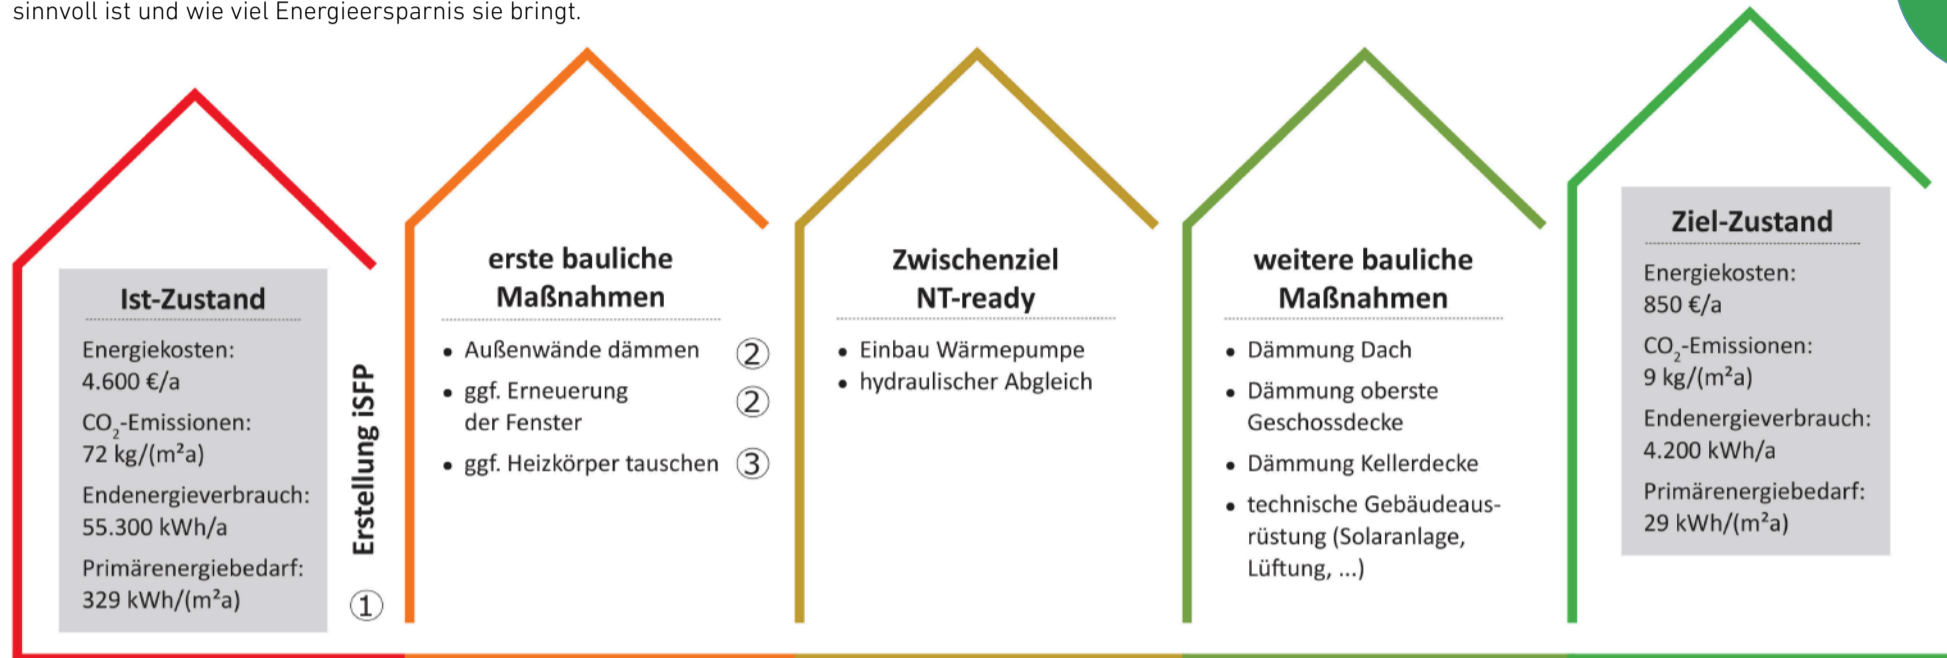 sinnvoll ist und wie viel Energieersparnis sie bringt.
Ist-Zustand
Energiekosten:
4.600 €/a
CO₂-Emissionen:
72 kg/(m²a)
Endenergieverbrauch:
55.300 kWh/a
Primärenergiebedarf:
329 kWh/(m²a)
Erstellung iSFP
①
erste bauliche
Maßnahmen
• Außenwände dämmen ②
• ggf. Erneuerung ②
der Fenster
• ggf. Heizkörper tauschen ③
Zwischenziel
NT-ready
• Einbau Wärmepumpe
• hydraulischer Abgleich
weitere bauliche
Maßnahmen
• Dämmung Dach
• Dämmung oberste
Geschossdecke
• Dämmung Kellerdecke
• technische Gebäudeaus-
rüstung (Solaranlage,
Lüftung, ...)
Ziel-Zustand
Energiekosten:
850 €/a
CO₂-Emissionen:
9 kg/(m²a)
Endenergieverbrauch:
4.200 kWh/a
Primärenergiebedarf:
29 kWh/(m²a)